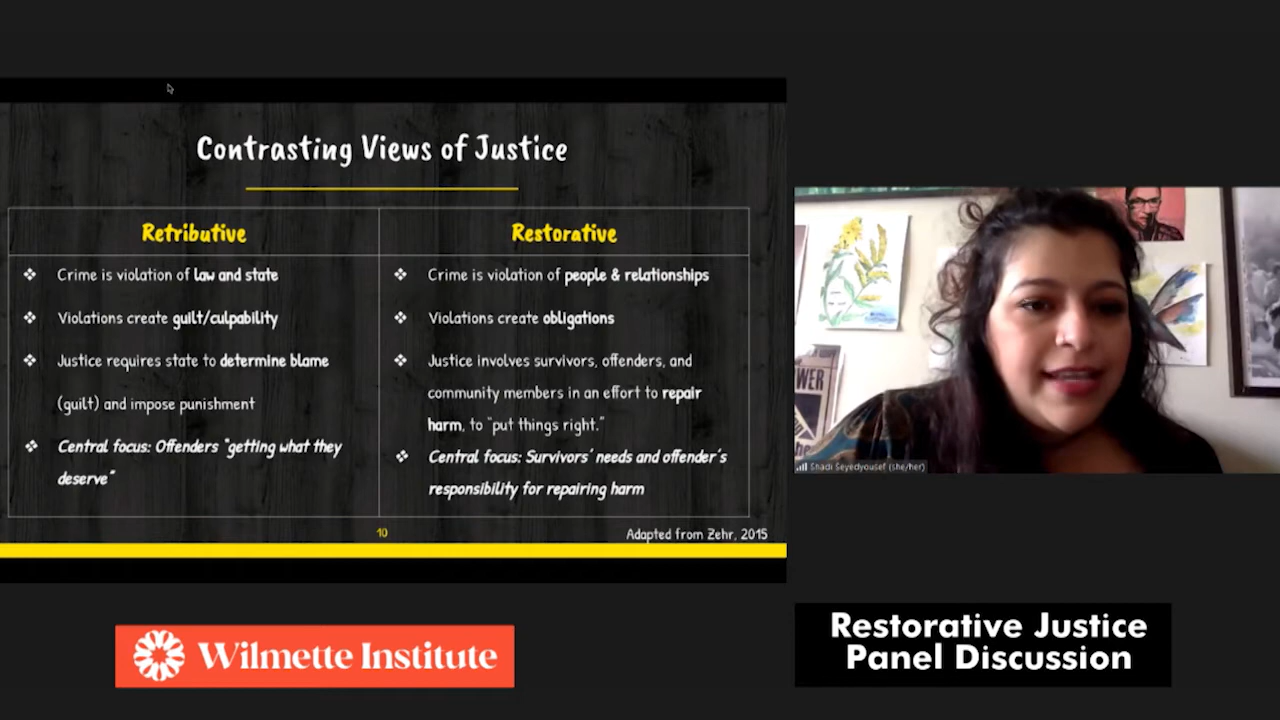 Contrasting Views of Justice
Retributive
❖ Crime is violation of law and state
❖ Violations create guilt/culpability
❖ Justice requires state to determine blame
(guilt) and impose punishment
❖ Central focus: Offenders "getting what they
deserve"
Restorative
❖ Crime is violation of people & relationships
❖ Violations create obligations
❖ Justice involves survivors, offenders, and
community members in an effort to repair
harm, to "put things right."
❖ Central focus: Survivors' needs and offender's
responsibility for repairing harm
10
Adapted from Zehr, 2015
WER
Shadi Seyedyousef (she/her)
Wilmette Institute
Restorative Justice
Panel Discussion